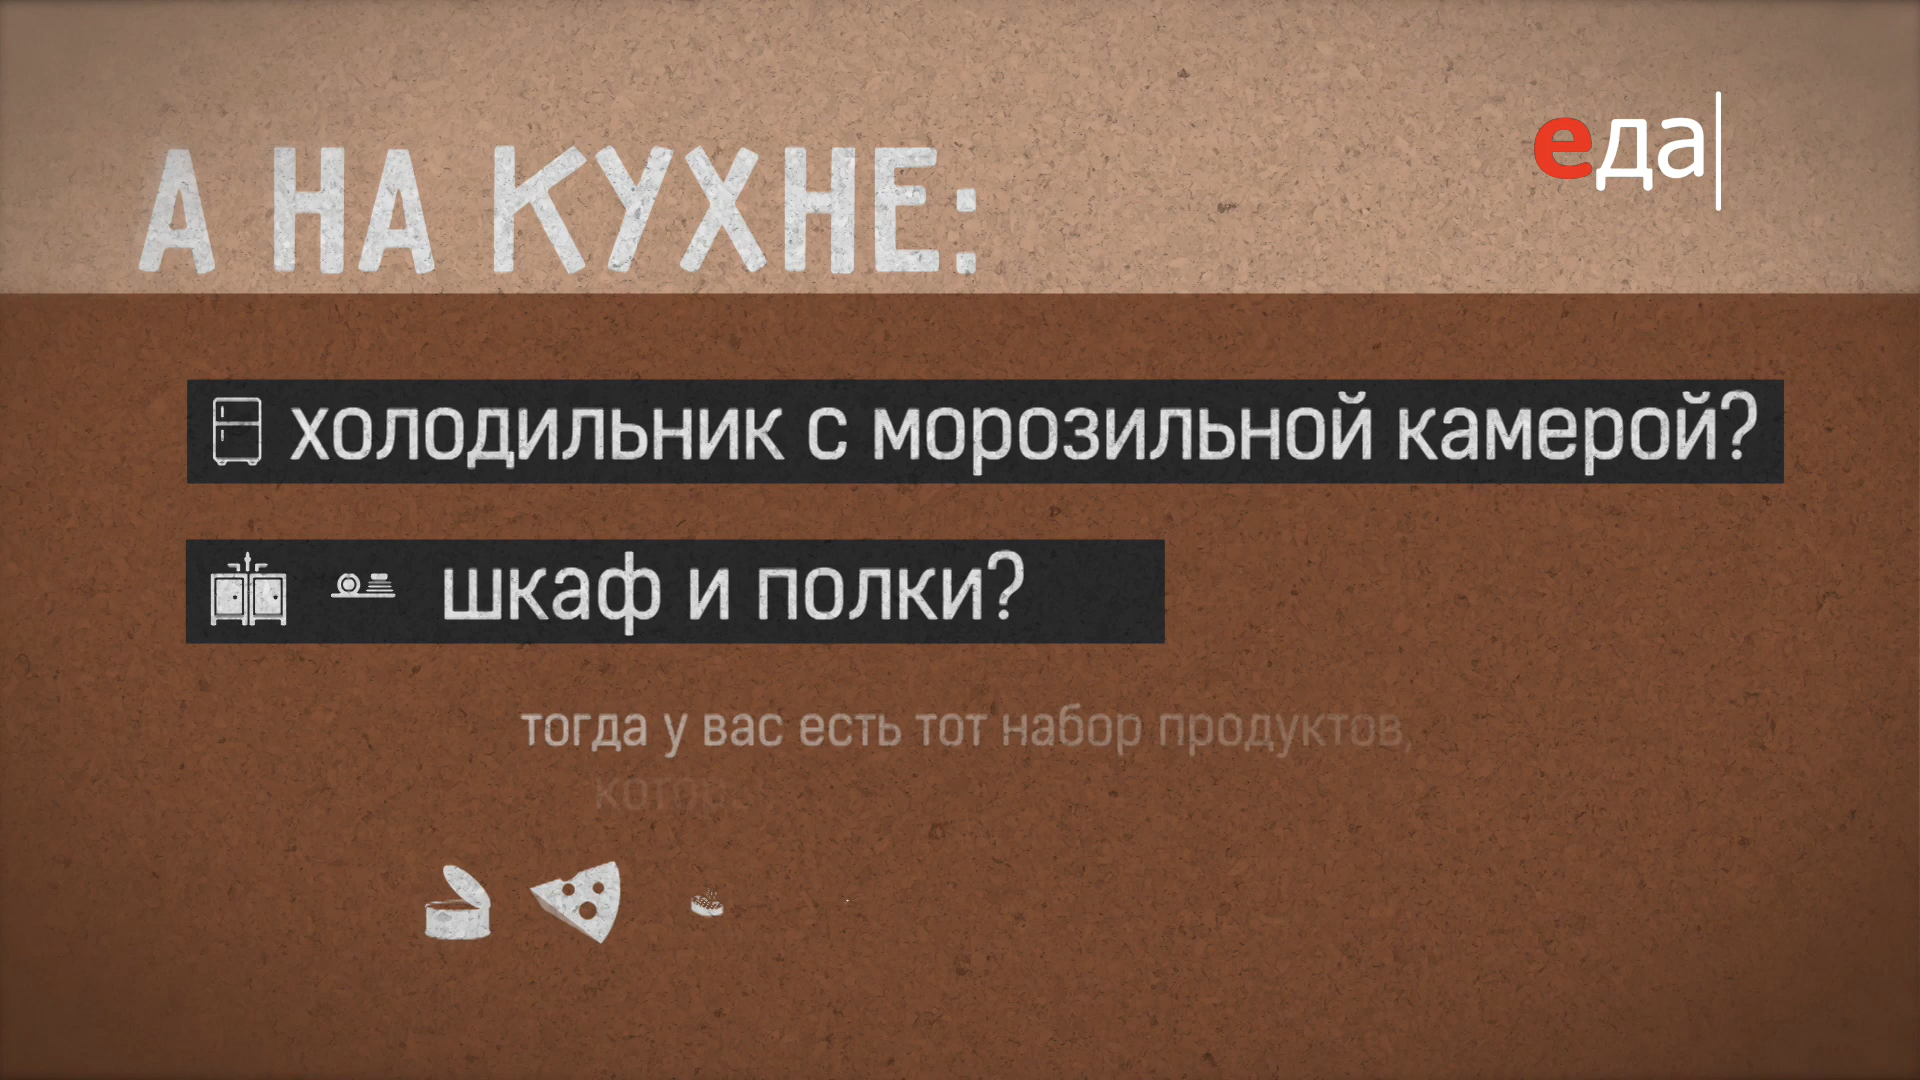 еда
А НА КУХНЕ:
холодильник с морозильной камерой?
шкаф и полки?
тогда у вас есть тот набор продуктов,